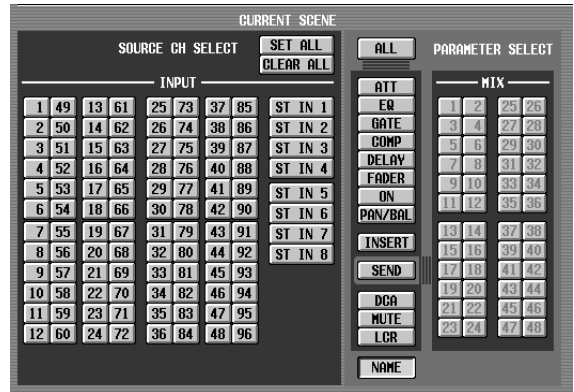 CURRENT SCENE
SOURCE CH SELECT SET ALL
CLEAR ALL
INPUT
1 49 13 61 25 73 37 85 ST IN 1
2 50 14 62 26 74 38 86 ST IN 2
3 51 15 63 27 75 39 87 ST IN 3
4 52 16 64 28 76 40 88 ST IN 4
5 53 17 65 29 77 41 89 ST IN 5
6 54 18 66 30 78 42 90 ST IN 6
7 55 19 67 31 79 43 91 ST IN 7
8 56 20 68 32 80 44 92 ST IN 8
9 57 21 69 33 81 45 93
10 58 22 70 34 82 46 94
11 59 23 71 35 83 47 95
12 60 24 72 36 84 48 96
ALL PARAMETER SELECT
ATT
EQ
GATE
COMP
DELAY
FADER
ON
PAN/BAL
INSERT
SEND
DCA
MUTE
LCR
NAME
MIX
1 2 25 26
3 4 27 28
5 6 29 30
7 8 31 32
9 10 33 34
11 12 35 36
13 14 37 38
15 16 39 40
17 18 41 42
19 20 43 44
21 22 45 46
23 24 47 48